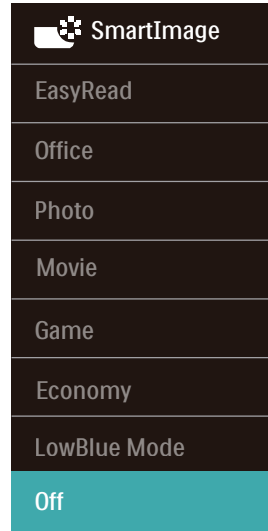 SmartImage
EasyRead
Office
Photo
Movie
Game
Economy
LowBlue Mode
Off